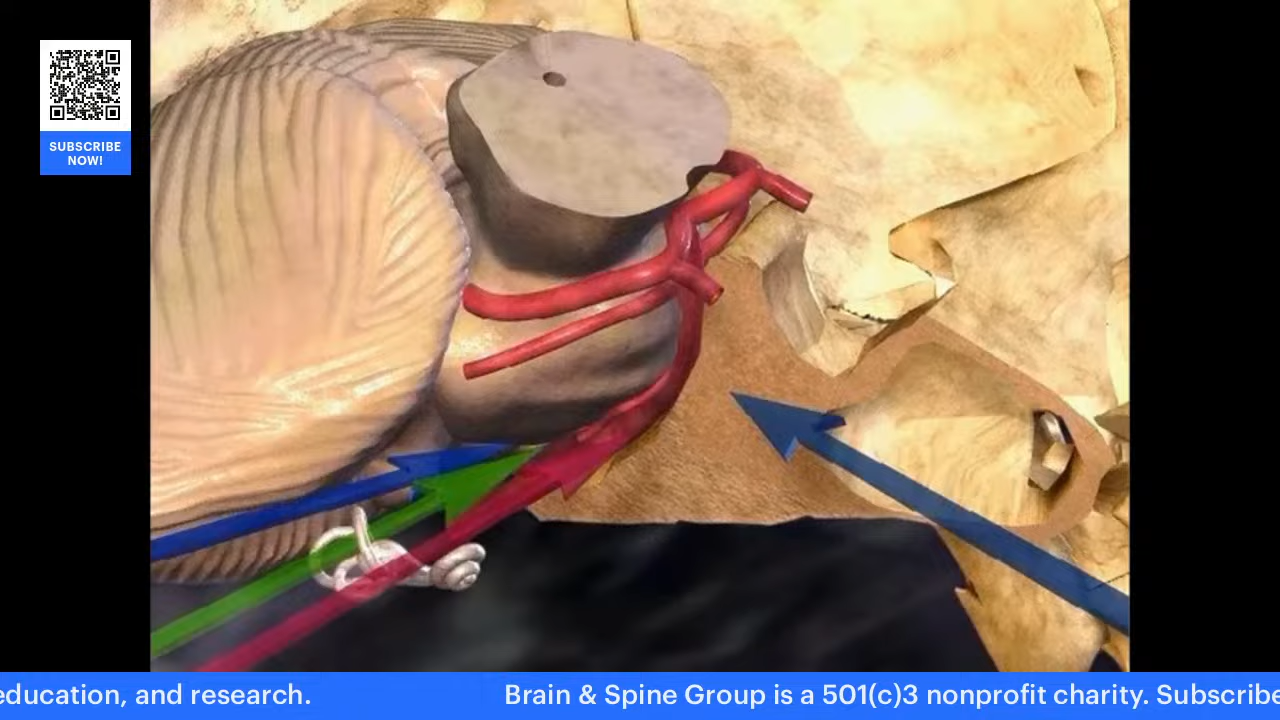 SUBSCRIBE
NOW!
education, and research. Brain & Spine Group is a 501(c)3 nonprofit charity. Subscribe